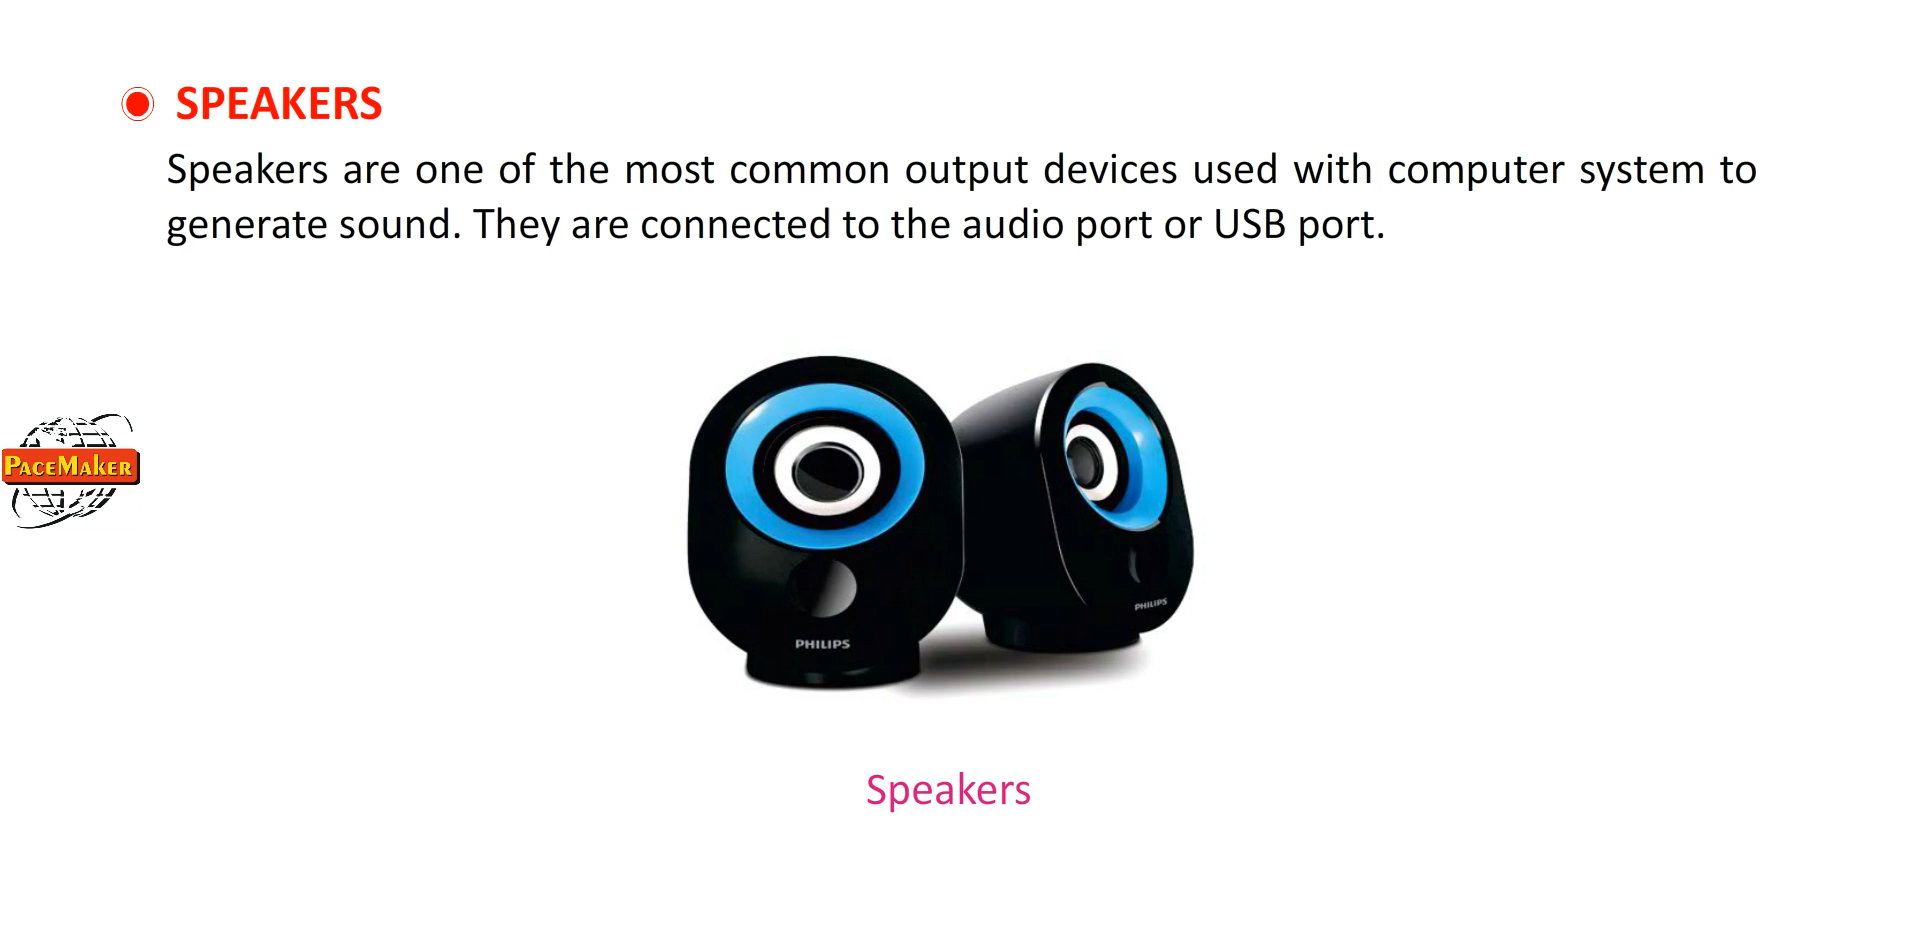 SPEAKERS
Speakers are one of the most common output devices used with computer system to
generate sound. They are connected to the audio port or USB port.
PACEMAKER
PHILIPS
PHILIPS
Speakers